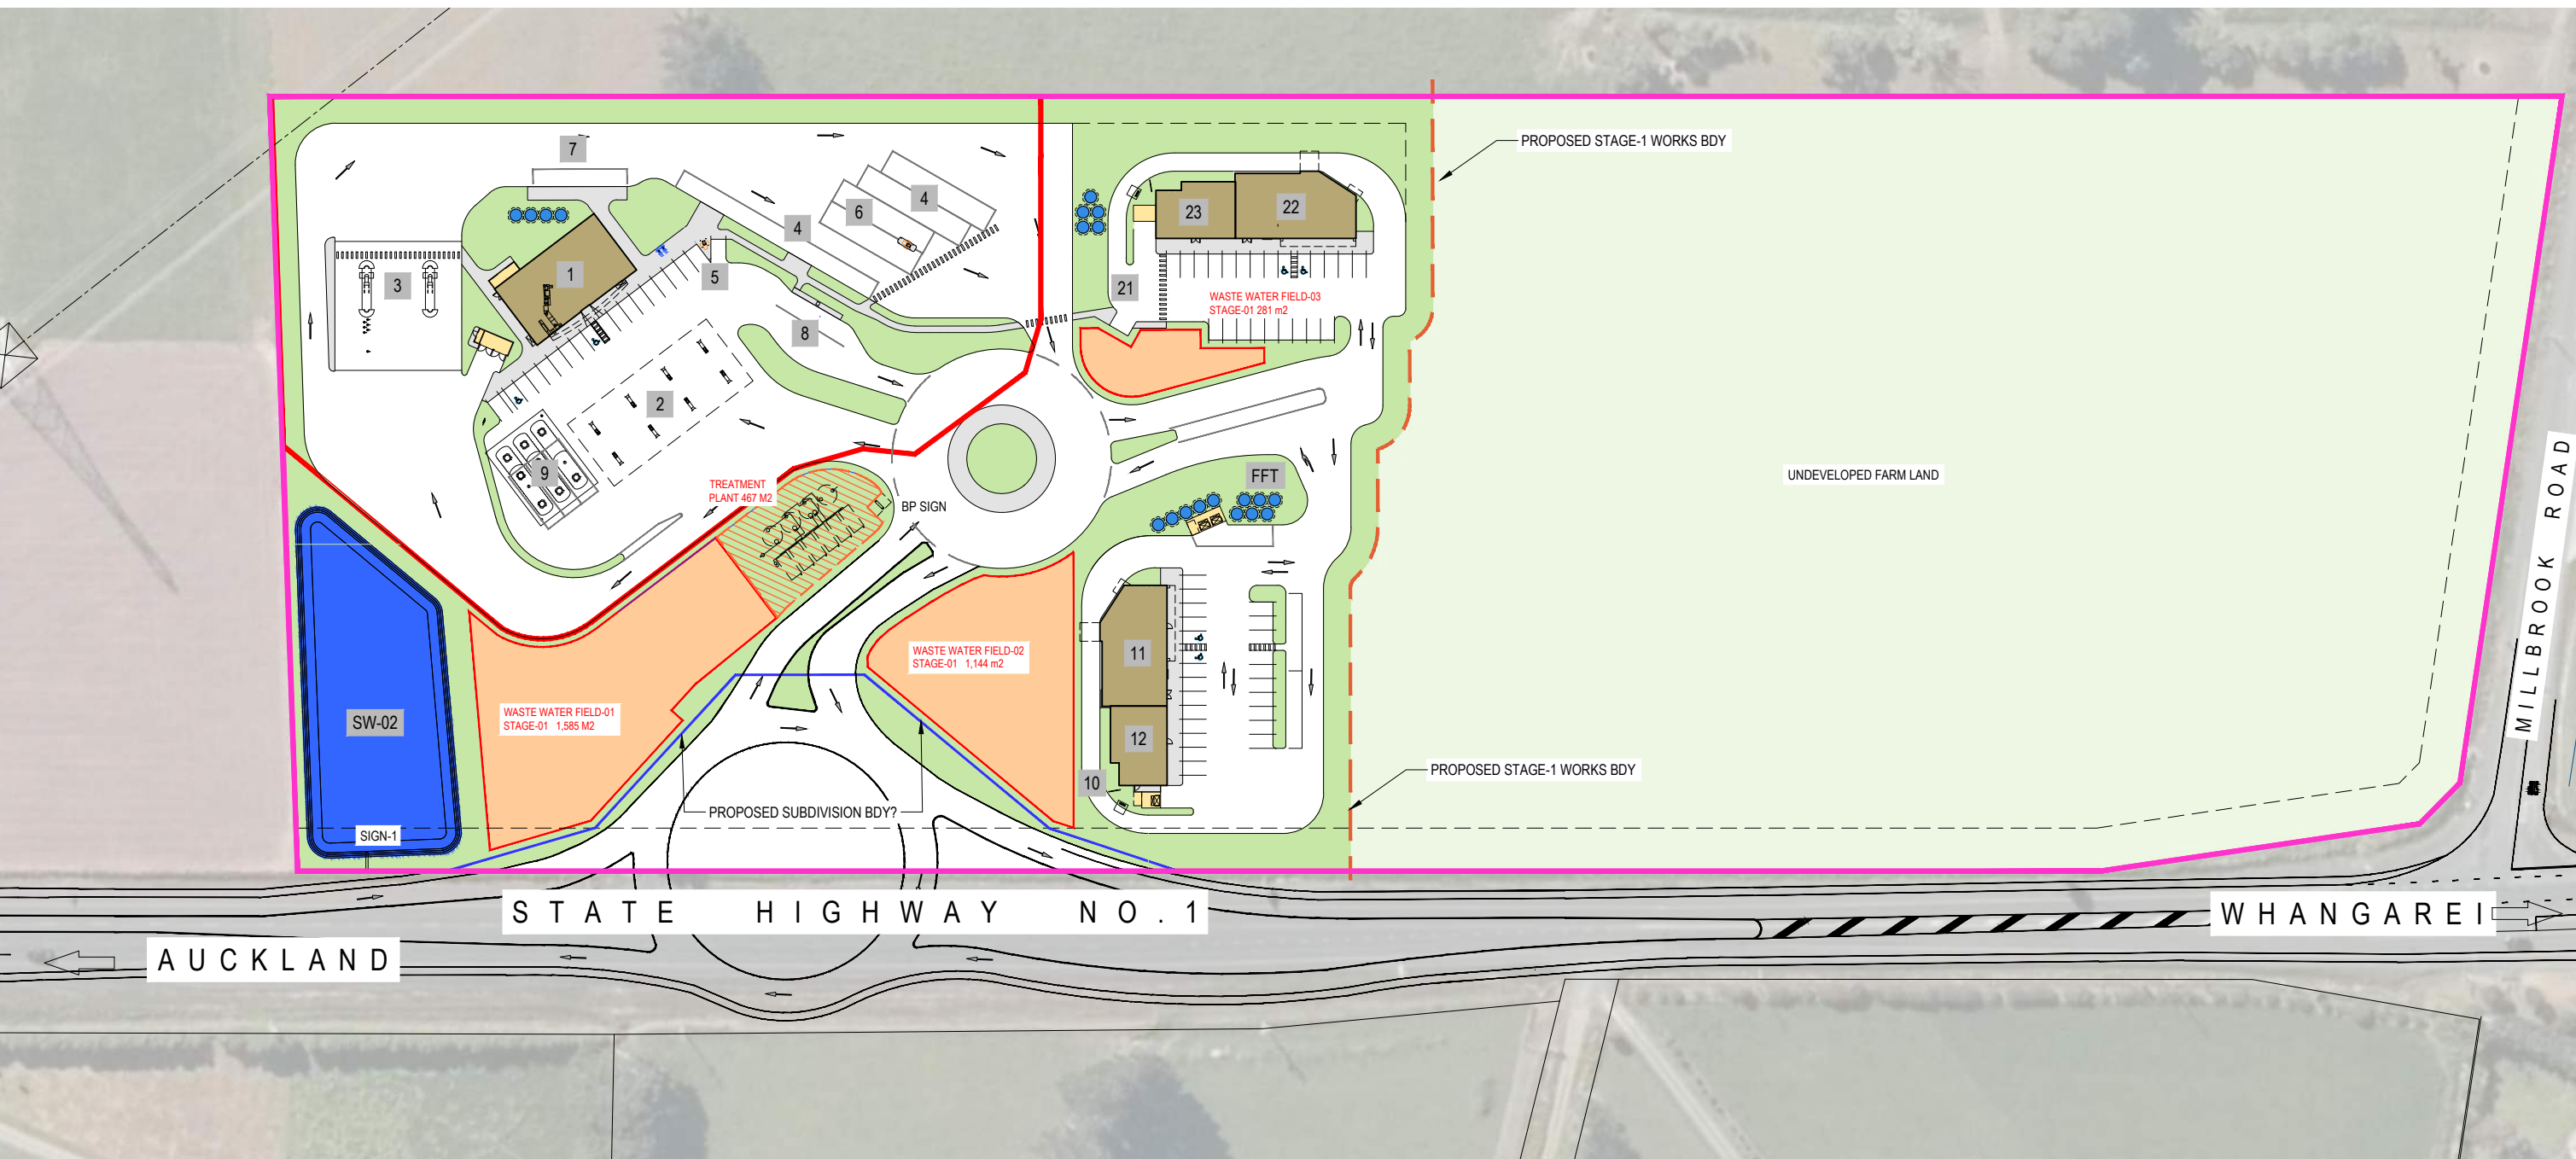 PROPOSED STAGE-1 WORKS BDY
7
4
6
4
23
22
1
5
3
21
8
WASTE WATER FIELD-03
STAGE-01 281 m2
2
9
FFT
UNDEVELOPED FARM LAND
TREATMENT
PLANT 467 M2
BP SIGN
MILLBROOK ROAD
WASTE WATER FIELD-02
STAGE-01 1,144 m2
11
WASTE WATER FIELD-01
STAGE-01 1,585 M2
SW-02
12
10
PROPOSED STAGE-1 WORKS BDY
PROPOSED SUBDIVISION BDY?
SIGN-1
STATE HIGHWAY NO.1
WHANGAREI
AUCKLAND